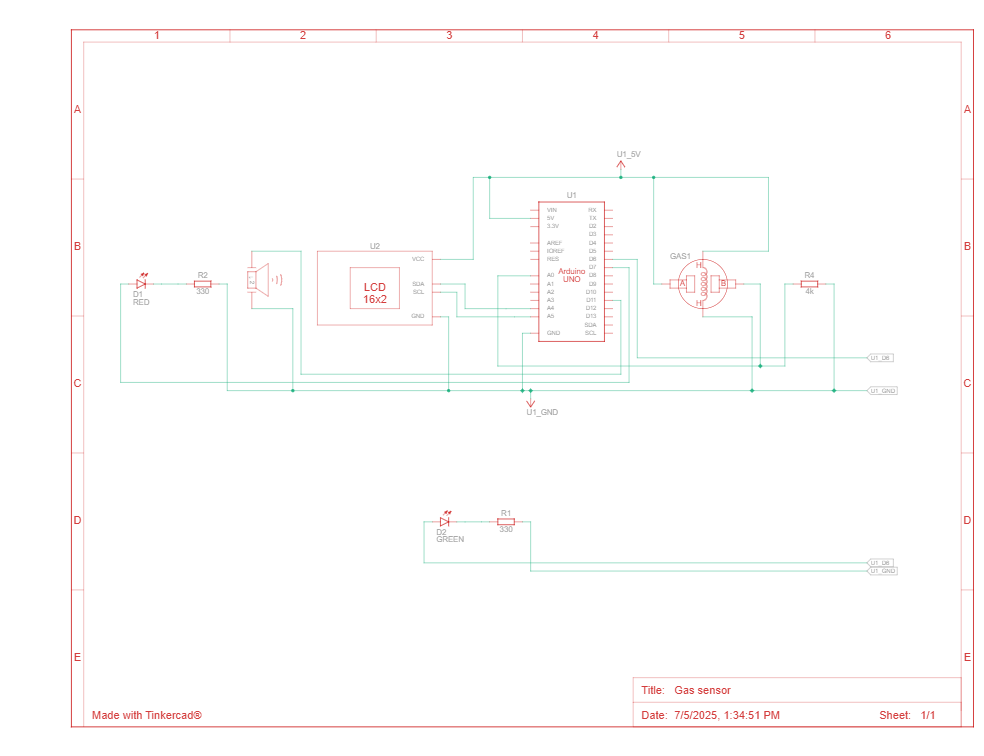 1 2 3 4 5 6
A A
U1_5V
U1
VIN RX
5V TX
3.3V D2
D3
B B
AREF D4
IOREF D5
RES D6
D7
A0 D8
A1 D9
A2 D10
A3 D11
A4 D12
A5 D13
SDA
GND SCL
Arduino
UNO
U2
VCC
SDA
SCL
GND
LCD
16x2
GAS1
H
A B
H
R4
4k
D1
RED
R2
330
U1_D6
C C
U1_GND
U1_GND
D D
D2
GREEN
R1
330
U1_D6
U1_GND
E E
Title: Gas sensor
Made with Tinkercad®
Date: 7/5/2025, 1:34:51 PM Sheet: 1/1